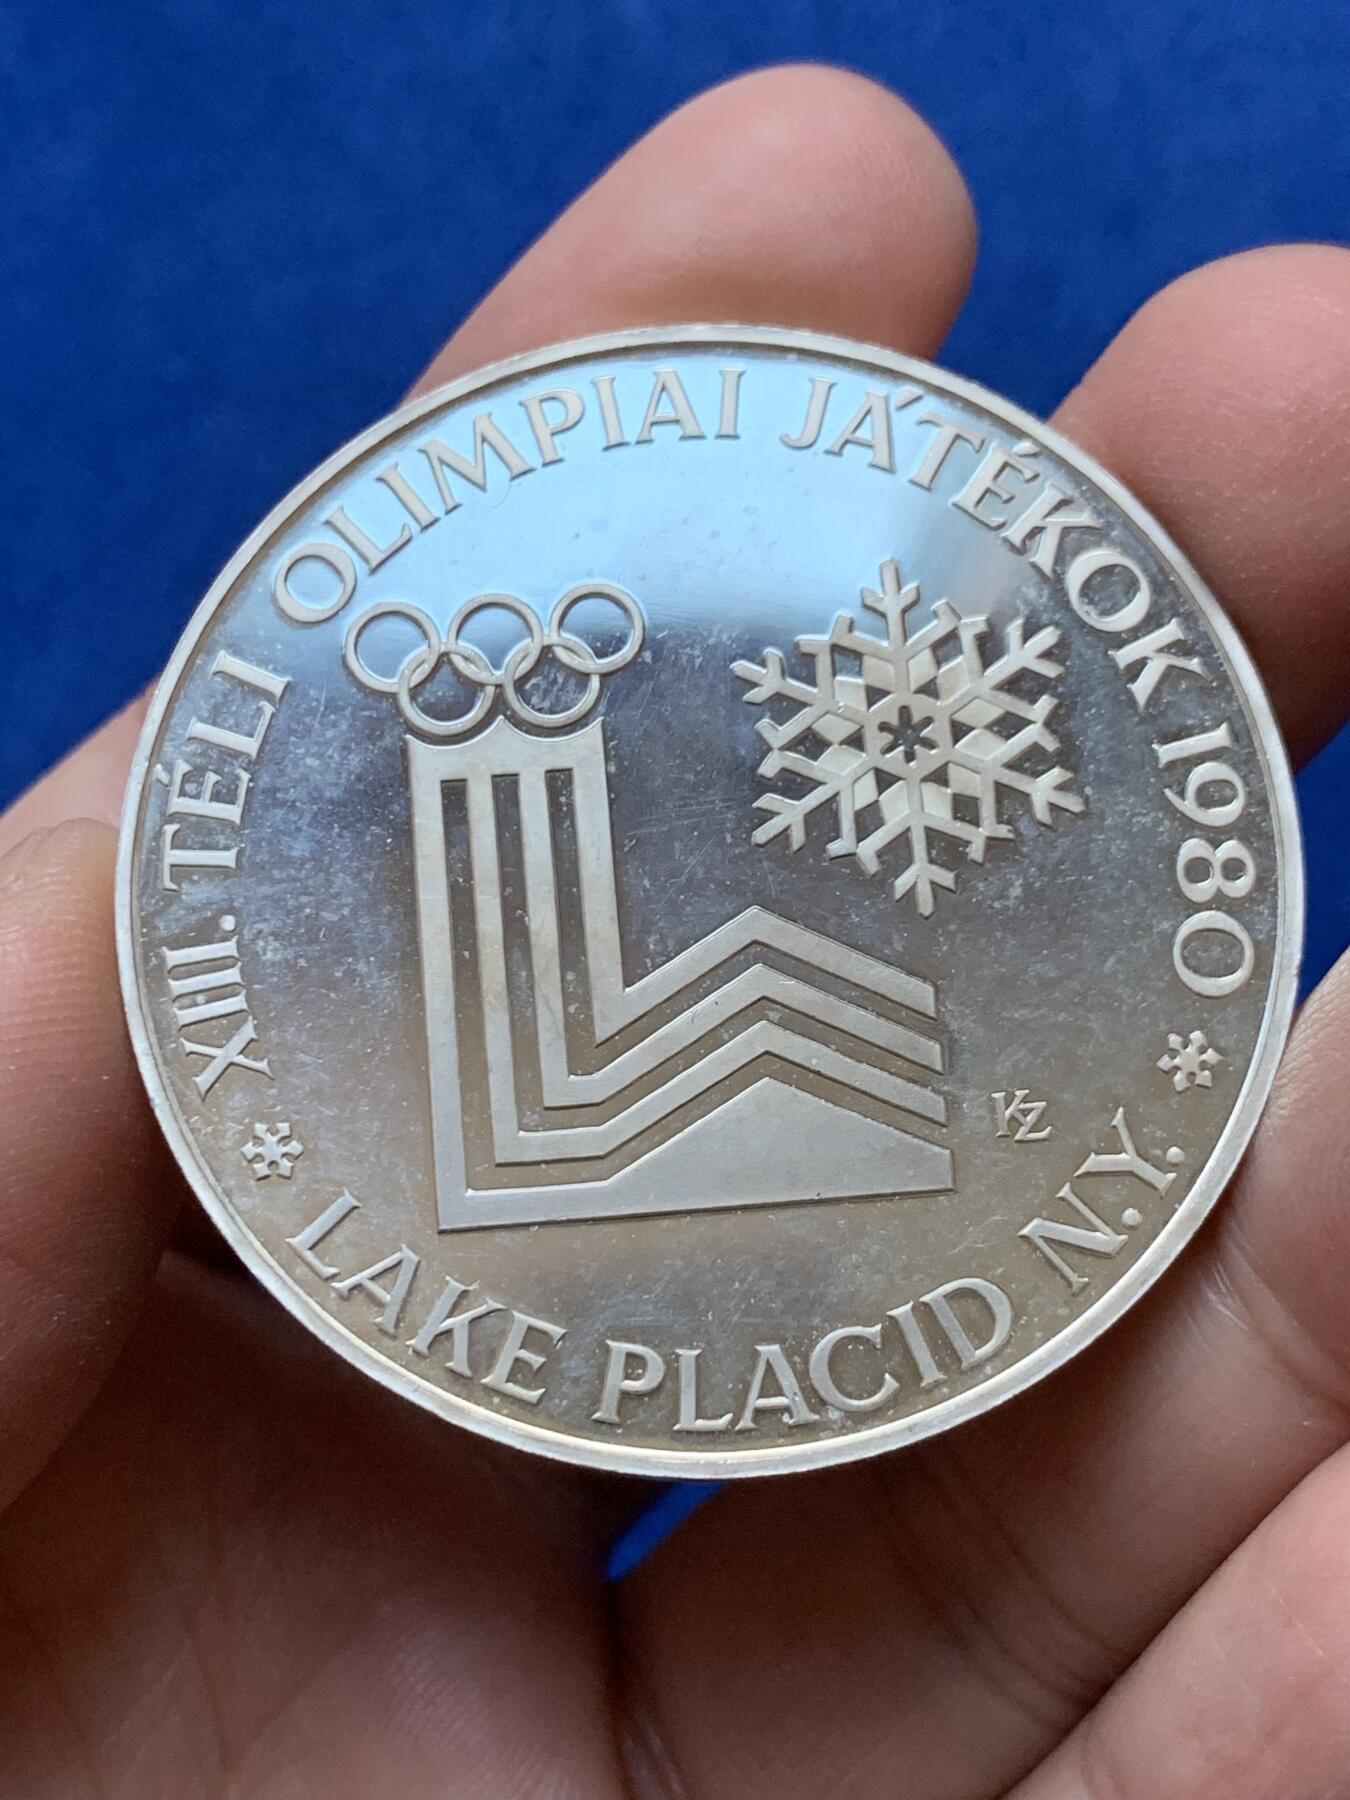 XIII. TÉLI OLIMPIAI JÁTÉKOK 1980
KZ
LAKE PLACID N.Y.